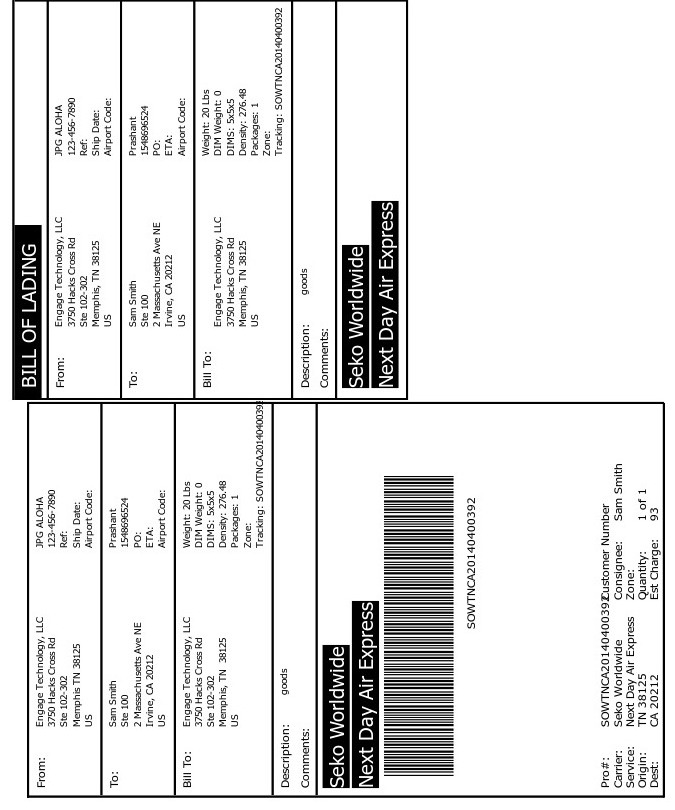 BILL OF LADING
From:
Engage Technology, LLC
3750 Hacks Cross Rd
Ste 102-302
Memphis, TN 38125
US
JPG ALOHA
123-456-7890
Ref:
Ship Date:
Airport Code:
To:
Sam Smith
Ste 100
2 Massachusetts Ave NE
Irvine, CA 20212
US
Prashant
1548696524
PO:
ETA:
Airport Code:
Bill To:
Engage Technology, LLC
3750 Hacks Cross Rd
Ste 102-302
Memphis, TN 38125
US
Weight: 20 Lbs
DIM Weight: 0
DIMS: 5x5x5
Density: 276.48
Packages: 1
Zone:
Tracking: SOWTNCA20140400392
Description: goods
Comments:
Seko Worldwide
Next Day Air Express
From:
Engage Technology, LLC
3750 Hacks Cross Rd
Ste 102-302
Memphis TN 38125
US
JPG ALOHA
123-456-7890
Ref:
Ship Date:
Airport Code:
To:
Sam Smith
Ste 100
2 Massachusetts Ave NE
Irvine, CA 20212
US
Prashant
1548696524
PO:
ETA:
Airport Code:
Bill To:
Engage Technology, LLC
3750 Hacks Cross Rd
Ste 102-302
Memphis, TN 38125
US
Weight: 20 Lbs
DIM Weight: 0
DIMS: 5x5x5
Density: 276.48
Packages: 1
Zone:
Tracking: SOWTNCA20140400392
Description: goods
Comments:
Seko Worldwide
Next Day Air Express
SOWTNCA20140400392
Pro#: SOWTNCA20140400392 Customer Number
Carrier: Seko Worldwide Consignee: Sam Smith
Service: Next Day Air Express Zone:
Origin: TN 38125 Quantity: 1 of 1
Dest: CA 20212 Est Charge: 93